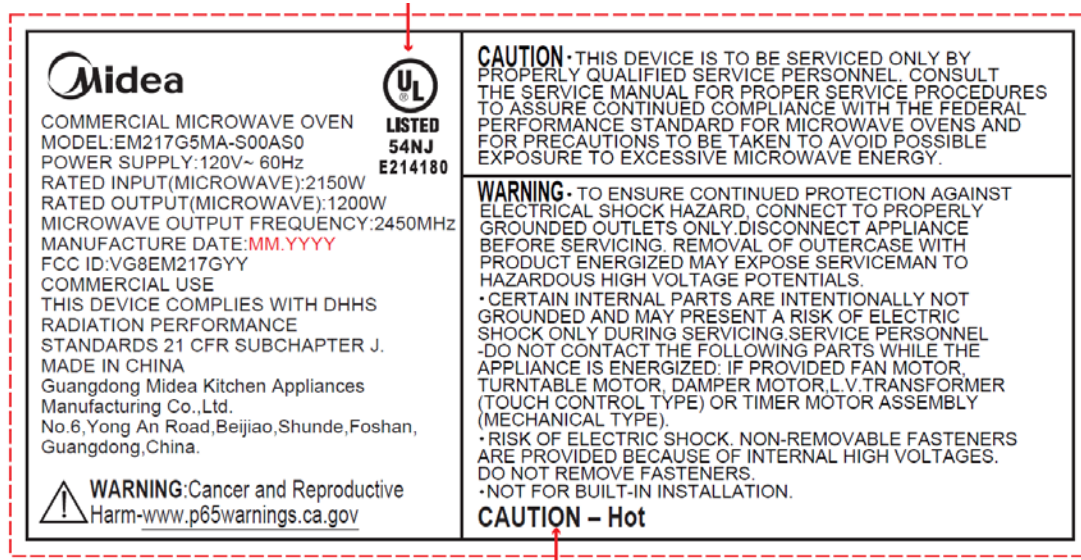 Midea
UL
®
LISTED
54NJ
E214180
COMMERCIAL MICROWAVE OVEN
MODEL:EM217G5MA-S00AS0
POWER SUPPLY:120V~ 60Hz
RATED INPUT(MICROWAVE):2150W
RATED OUTPUT(MICROWAVE):1200W
MICROWAVE OUTPUT FREQUENCY:2450MHz
MANUFACTURE DATE:MM.YYYY
FCC ID:VG8EM217GYY
COMMERCIAL USE
THIS DEVICE COMPLIES WITH DHHS
RADIATION PERFORMANCE
STANDARDS 21 CFR SUBCHAPTER J.
MADE IN CHINA
Guangdong Midea Kitchen Appliances
Manufacturing Co.,Ltd.
No.6,Yong An Road,Beijiao,Shunde,Foshan,
Guangdong,China.
WARNING:Cancer and Reproductive
Harm-www.p65warnings.ca.gov
CAUTION·THIS DEVICE IS TO BE SERVICED ONLY BY
PROPERLY QUALIFIED SERVICE PERSONNEL. CONSULT
THE SERVICE MANUAL FOR PROPER SERVICE PROCEDURES
TO ASSURE CONTINUED COMPLIANCE WITH THE FEDERAL
PERFORMANCE STANDARD FOR MICROWAVE OVENS AND
FOR PRECAUTIONS TO BE TAKEN TO AVOID POSSIBLE
EXPOSURE TO EXCESSIVE MICROWAVE ENERGY.
WARNING· TO ENSURE CONTINUED PROTECTION AGAINST
ELECTRICAL SHOCK HAZARD, CONNECT TO PROPERLY
GROUNDED OUTLETS ONLY.DISCONNECT APPLIANCE
BEFORE SERVICING. REMOVAL OF OUTERCASE WITH
PRODUCT ENERGIZED MAY EXPOSE SERVICEMAN TO
HAZARDOUS HIGH VOLTAGE POTENTIALS.
·CERTAIN INTERNAL PARTS ARE INTENTIONALLY NOT
GROUNDED AND MAY PRESENT A RISK OF ELECTRIC
SHOCK ONLY DURING SERVICING.SERVICE PERSONNEL
-DO NOT CONTACT THE FOLLOWING PARTS WHILE THE
APPLIANCE IS ENERGIZED: IF PROVIDED FAN MOTOR,
TURNTABLE MOTOR, DAMPER MOTOR,L.V.TRANSFORMER
(TOUCH CONTROL TYPE) OR TIMER MOTOR ASSEMBLY
(MECHANICAL TYPE).
·RISK OF ELECTRIC SHOCK. NON-REMOVABLE FASTENERS
ARE PROVIDED BECAUSE OF INTERNAL HIGH VOLTAGES.
DO NOT REMOVE FASTENERS.
·NOT FOR BUILT-IN INSTALLATION.
CAUTION – Hot